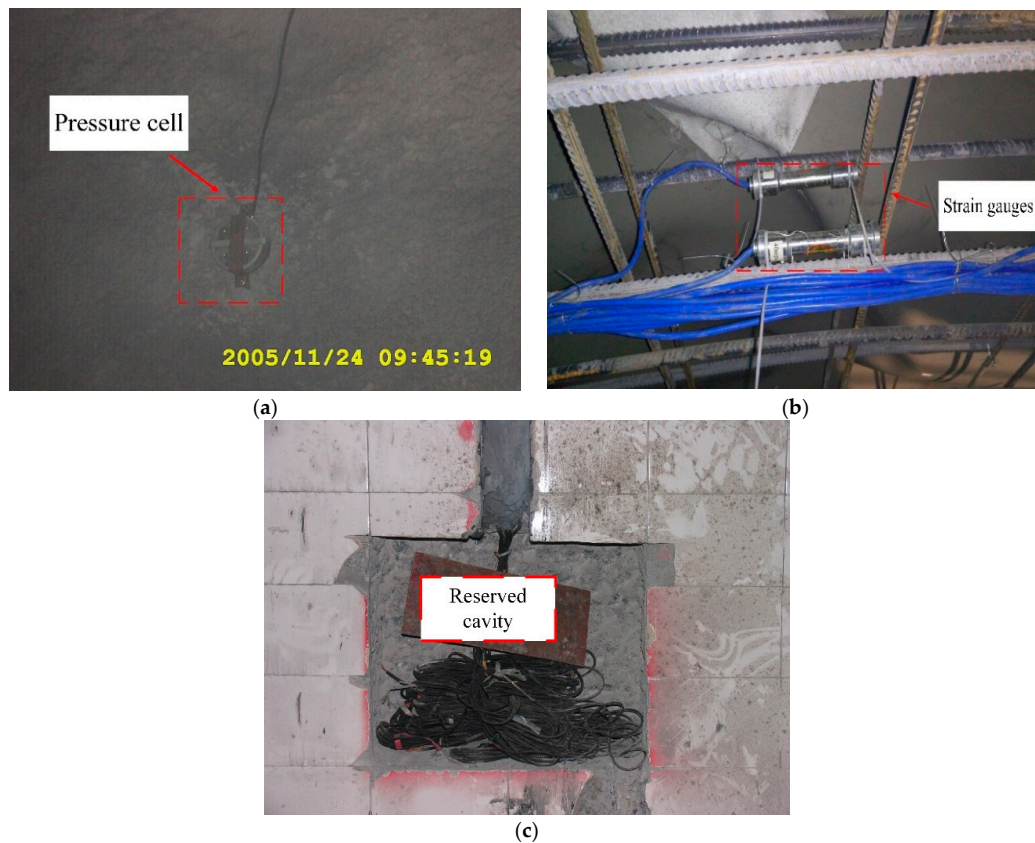 Pressure cell
2005/11/24 09:45:19
(a)
Strain gauges
(b)
Reserved
cavity
(c)